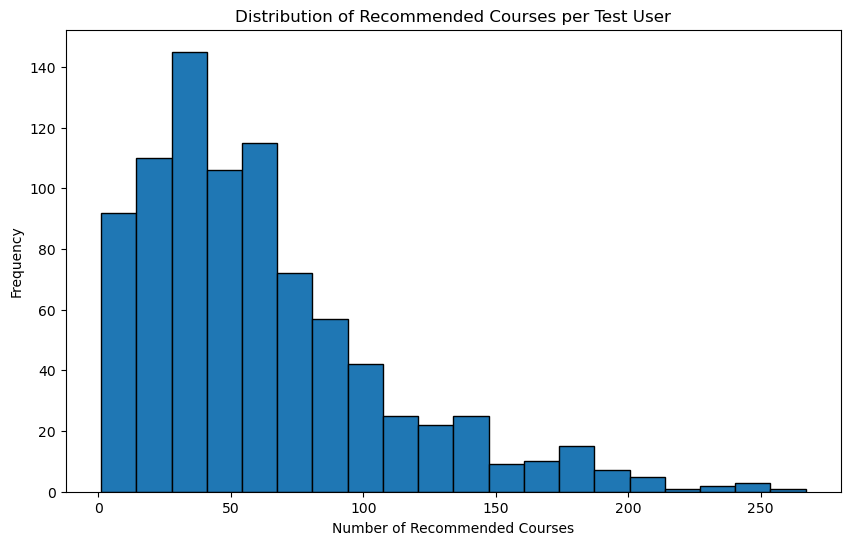 Distribution of Recommended Courses per Test User
Frequency
140
120
100
80
60
40
20
0
0 50 100 150 200 250
Number of Recommended Courses